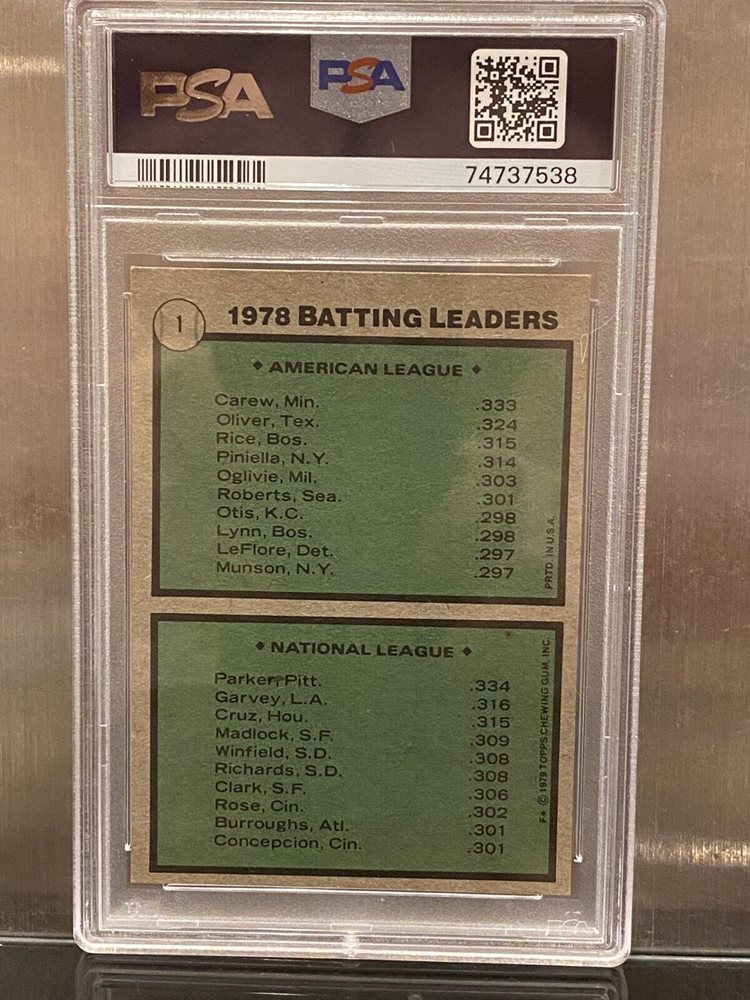 PSA
PSA
74737538
1
1978 BATTING LEADERS
AMERICAN LEAGUE
Carew, Min. .333
Oliver, Tex. .324
Rice, Bos. .315
Piniella, N.Y. .314
Oglivie, Mil. .303
Roberts, Sea. .301
Otis, K.C. .298
Lynn, Bos. .298
LeFlore, Det. .297
Munson, N.Y. .297
PRTD. IN U.S.A.
NATIONAL LEAGUE
Parker, Pitt. .334
Garvey, L.A. .316
Cruz, Hou. .315
Madlock, S.F. .309
Winfield, S.D. .308
Richards, S.D. .308
Clark, S.F. .306
Rose, Cin. .302
Burroughs, Atl. .301
Concepcion, Cin. .301
F* © 1979 TOPPS CHEWING GUM, INC.
PSA